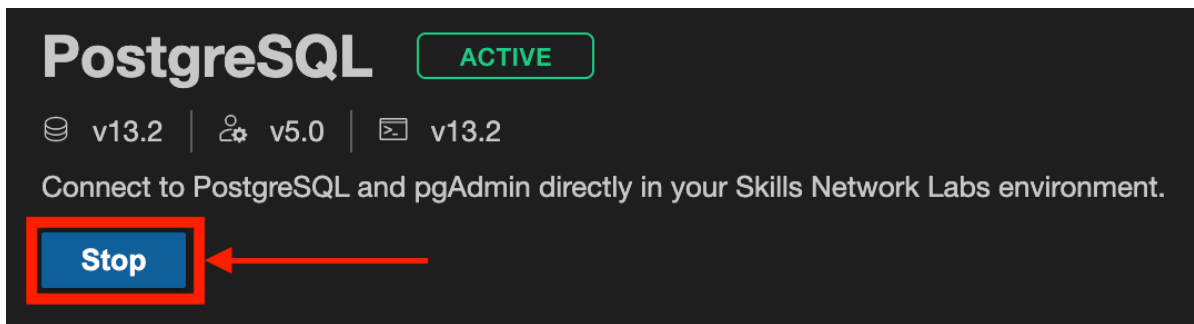 PostgreSQL ACTIVE
v13.2 v5.0 v13.2
Connect to PostgreSQL and pgAdmin directly in your Skills Network Labs environment.
Stop